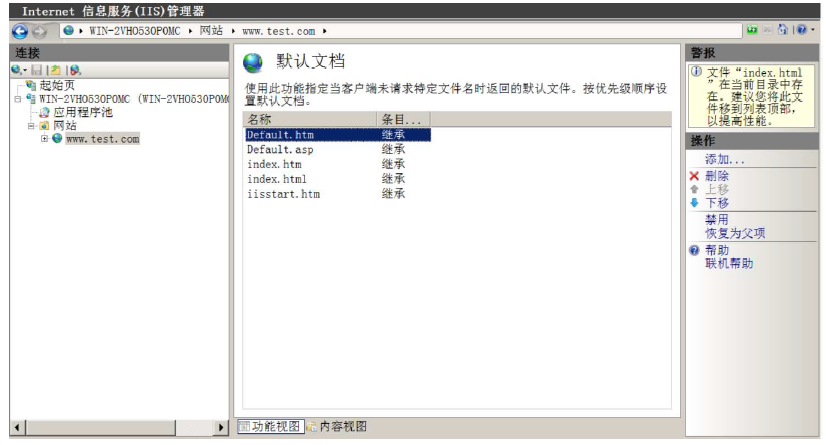 Internet 信息服务(IIS)管理器
WIN-2VHO530P0MC 网站 www.test.com
连接
起始页
WIN-2VHO530P0MC (WIN-2VHO530P0M
应用程序池
网站
www.test.com
默认文档
使用此功能指定当客户端未请求特定文件名时返回的默认文件。按优先级顺序设
置默认文档。
名称 条目...
Default.htm 继承
Default.asp 继承
index.htm 继承
index.html 继承
iisstart.htm 继承
功能视图 内容视图
警报
文件“index.html
”在当前目录中存
在。建议您将此文
件移到列表顶部,
以提高性能。
操作
添加...
删除
上移
下移
禁用
恢复为父项
帮助
联机帮助